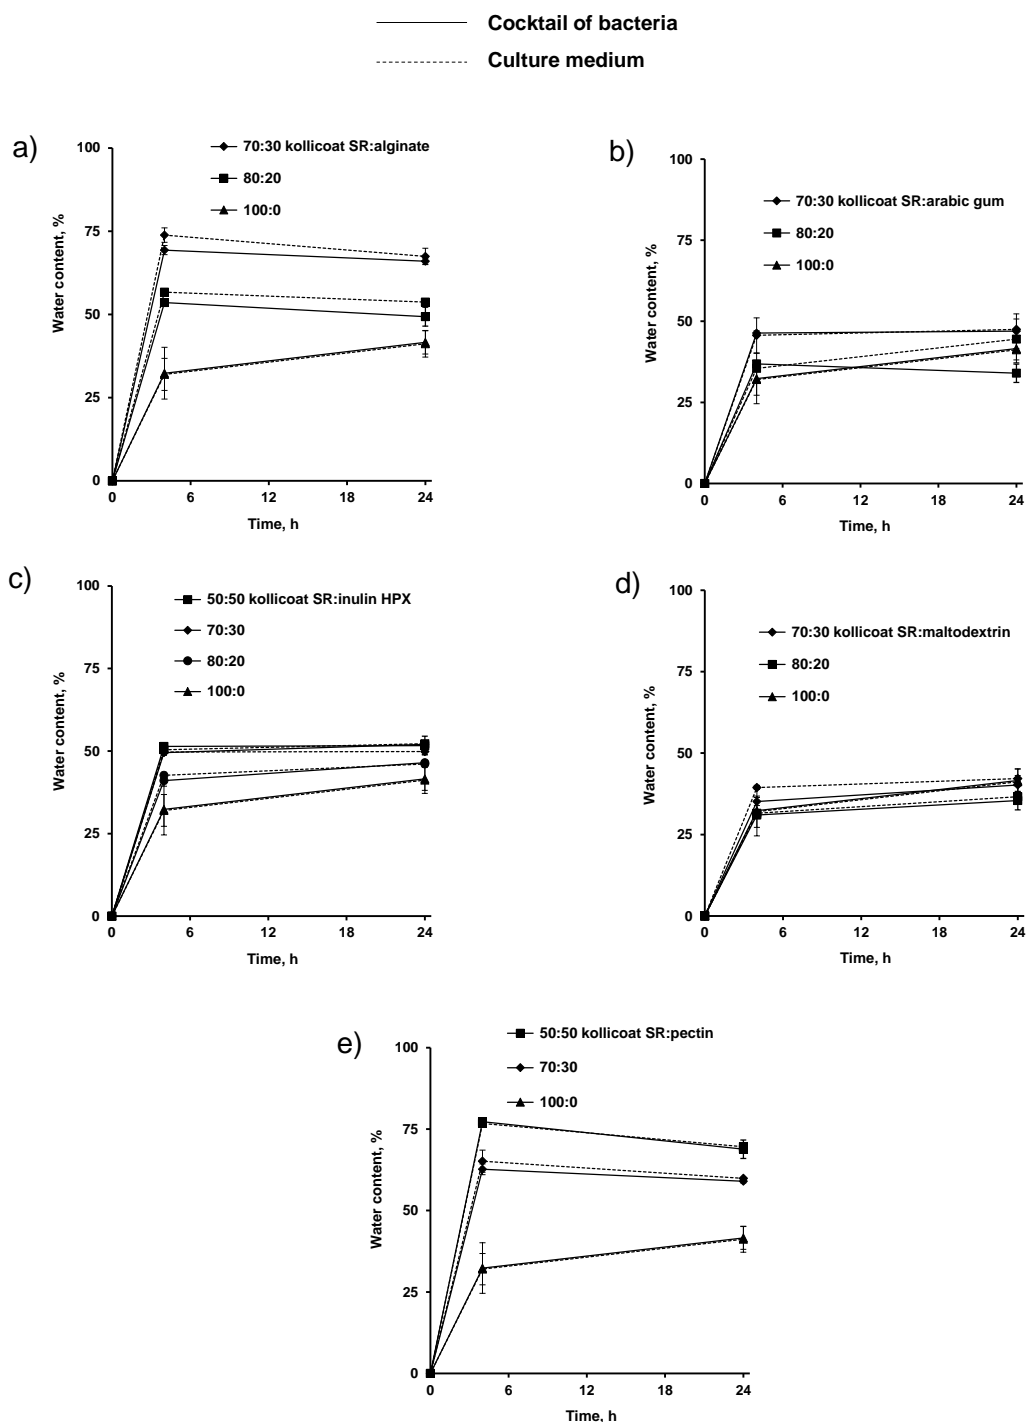 Cocktail of bacteria
Culture medium
a)
70:30 kollicoat SR:alginate
80:20
100:0
Water content, %
100
75
50
25
0
0 6 12 18 24
Time, h
b)
70:30 kollicoat SR:arabic gum
80:20
100:0
Water content, %
100
75
50
25
0
0 6 12 18 24
Time, h
c)
50:50 kollicoat SR:inulin HPX
70:30
80:20
100:0
Water content, %
100
75
50
25
0
0 6 12 18 24
Time, h
d)
70:30 kollicoat SR:maltodextrin
80:20
100:0
Water content, %
100
75
50
25
0
0 6 12 18 24
Time, h
e)
50:50 kollicoat SR:pectin
70:30
100:0
Water content, %
100
75
50
25
0
0 6 12 18 24
Time, h